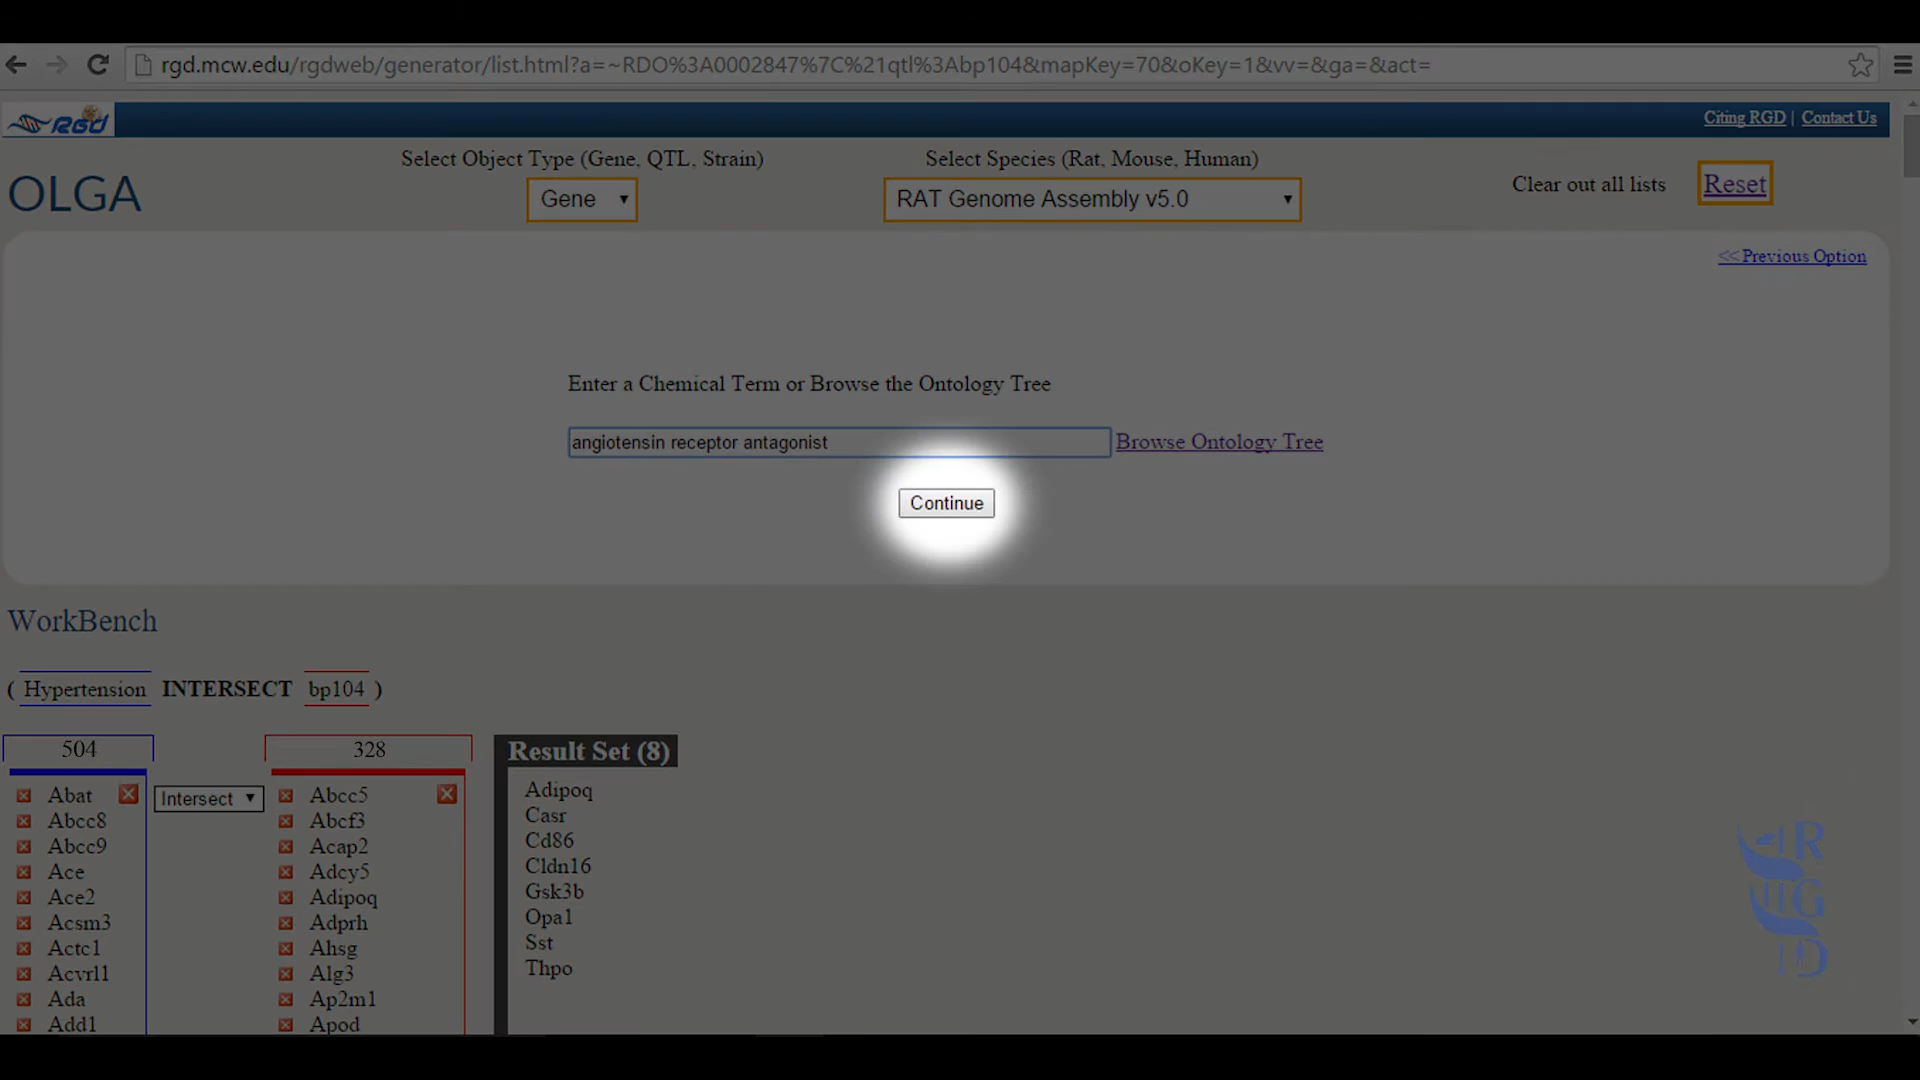 rgd.mcw.edu/rgdweb/generator/list.html?a=~RDO%3A0002847%7C%21qtl%3Abp104&mapKey=70&oKey=1&vv=&ga=&act=
RGD
Citing RGD | Contact Us
OLGA
Select Object Type (Gene, QTL, Strain)
Gene
Select Species (Rat, Mouse, Human)
RAT Genome Assembly v5.0
Clear out all lists Reset
<< Previous Option
Enter a Chemical Term or Browse the Ontology Tree
angiotensin receptor antagonist Browse Ontology Tree
Continue
WorkBench
( Hypertension INTERSECT bp104 )
504
Abat
Abcc8
Abcc9
Ace
Ace2
Acsm3
Actc1
Acvrl1
Ada
Add1
Intersect
328
Abcc5
Abcf3
Acap2
Adcy5
Adipoq
Adprh
Ahsg
Alg3
Ap2m1
Apod
Result Set (8)
Adipoq
Casr
Cd86
Cldn16
Gsk3b
Opa1
Sst
Thpo
R
G
D